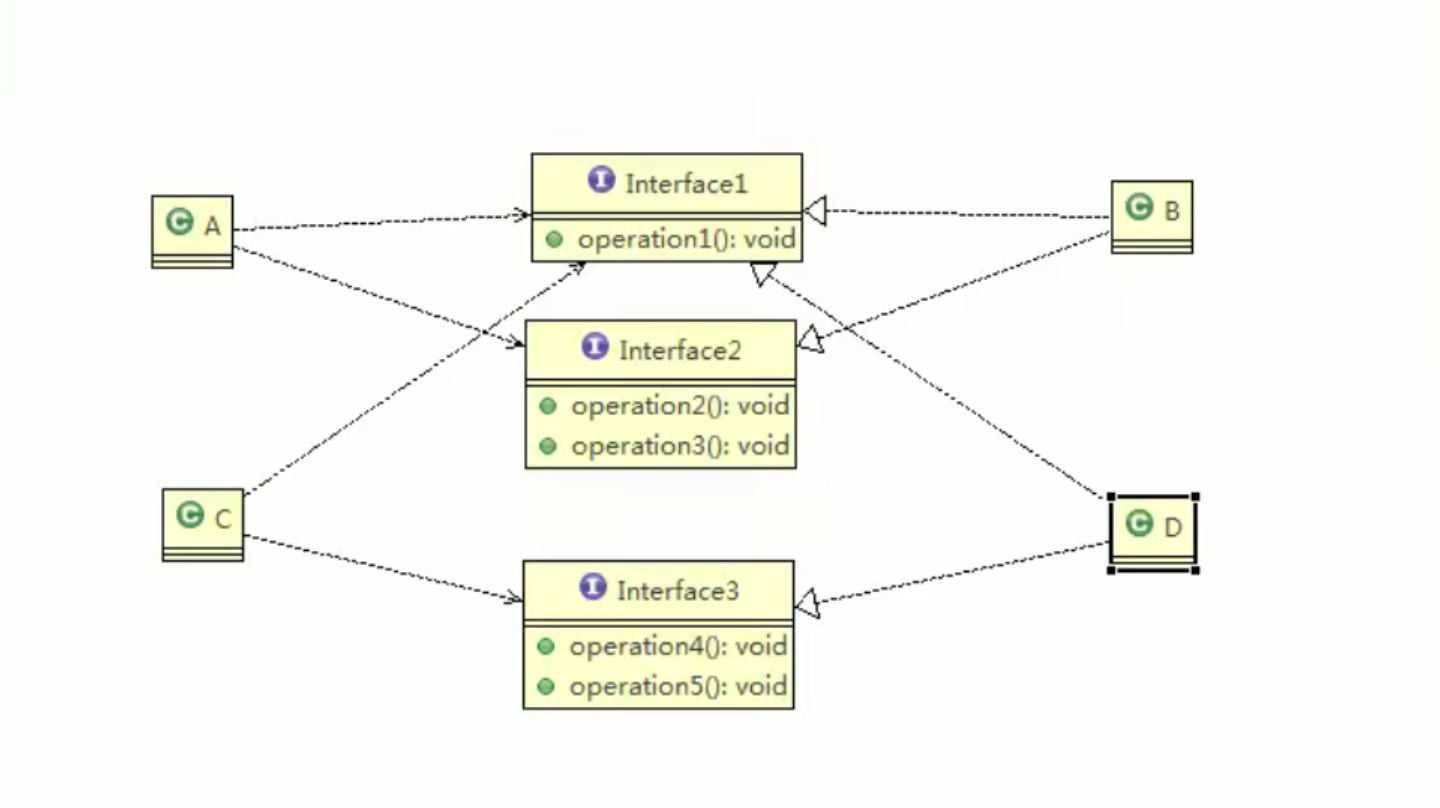 I Interface1
operation1(): void
C A
C B
I Interface2
operation2(): void
operation3(): void
C C
C D
I Interface3
operation4(): void
operation5(): void